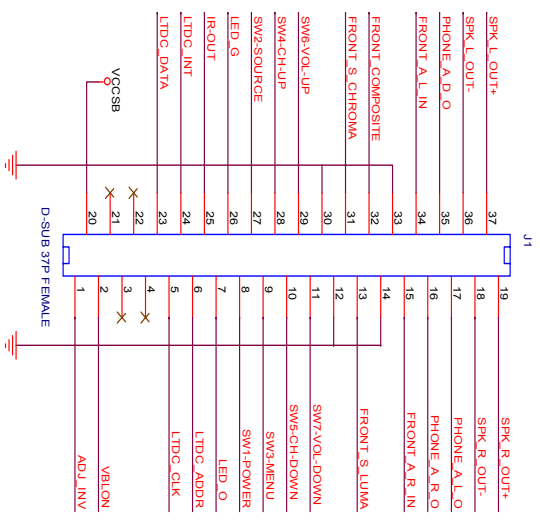 J1
SPK_L_OUT+
37
19
SPK_R_OUT+
SPK_L_OUT-
36
18
SPK_R_OUT-
PHONE_A_D_O
35
17
PHONE_A_L_O
FRONT_A_L_IN
34
16
PHONE_A_R_O
33
15
FRONT_A_R_IN
FRONT_COMPOSITE
32
14
FRONT_S_CHROMA
31
13
FRONT_S_LUMA
30
12
SW6-VOL-UP
29
11
SW7-VOL-DOWN
SW4-CH-UP
28
10
SW5-CH-DOWN
SW2-SOURCE
27
9
SW3-MENU
LED_G
26
8
SW1-POWER
IR-OUT
25
7
LED_O
LTDC_INT
24
6
LTDC_ADDR
LTDC_DATA
23
5
LTDC_CLK
22
4
21
3
VCCSB
20
2
VBLON
1
ADJ_INV
D-SUB 37P FEMALE